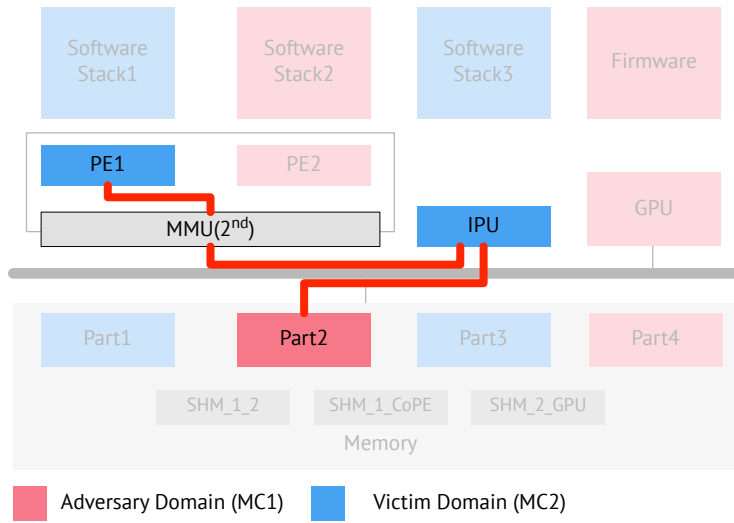 Software
Stack1
Software
Stack2
Software
Stack3
Firmware
PE1
PE2
MMU(2nd)
IPU
GPU
Part1
Part2
Part3
Part4
SHM_1_2
SHM_1_CoPE
SHM_2_GPU
Memory
Adversary Domain (MC1)
Victim Domain (MC2)